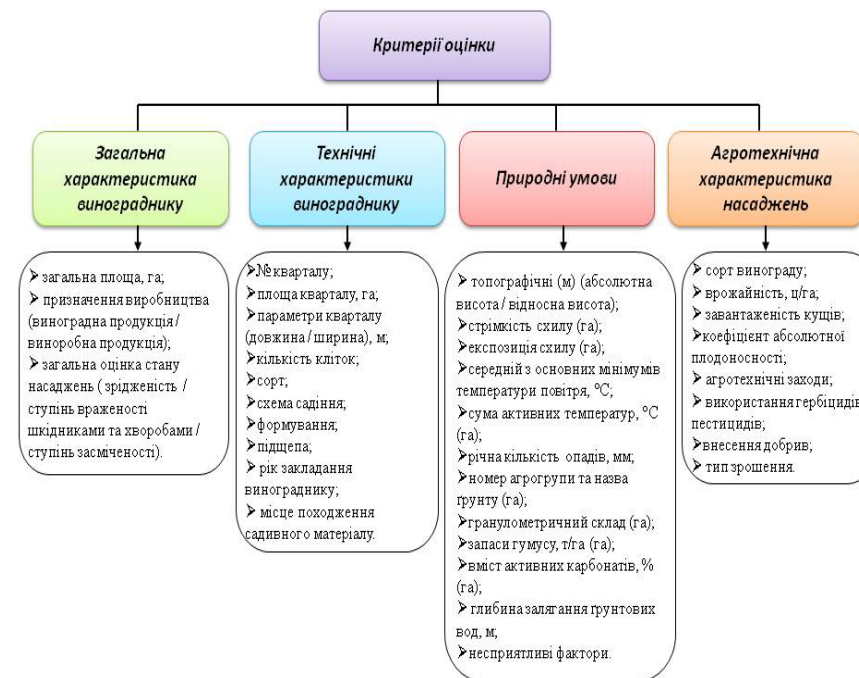 Критерії оцінки
Загальна
характеристика
винограднику
Технічні
характеристики
винограднику
Природні умови
Агротехнічна
характеристика
насаджень
➢ загальна площа, га;
➢ призначення виробництва
(виноградна продукція /
виноробна продукція);
➢ загальна оцінка стану
насаджень ( зрідженість /
ступінь враженості
шкідниками та хворобами /
ступінь засміченості).
➢№ кварталу;
➢площа кварталу, га;
➢параметри кварталу
(довжина / ширина), м;
➢кількість кліток;
➢ сорт;
➢ схема садіння;
➢ формування;
➢ підщепа;
➢ рік закладання
винограднику;
➢ місце походження
садивного матеріалу.
➢ топографічні (м) (абсолютна
висота / відносна висота);
➢ стрімкість схилу (га);
➢експозиція схилу (га);
➢ середній з основних мінімумів
температури повітря, °С;
➢ сума активних температур, °С
(га);
➢річна кількість опадів, мм;
➢номер агрогрупи та назва
ґрунту (га);
➢гранулометричний склад (га);
➢запаси гумусу, т/га (га);
➢вміст активних карбонатів, %
(га);
➢ глибина залягання ґрунтових
вод, м;
➢несприятливі фактори.
➢ сорт винограду;
➢ врожайність, ц/га;
➢ завантаженість кущів;
➢коефіцієнт абсолютної
плодоносності;
➢ агротехнічні заходи;
➢ використання гербіцидів
пестицидів;
➢внесення добрив;
➢ тип зрошення.